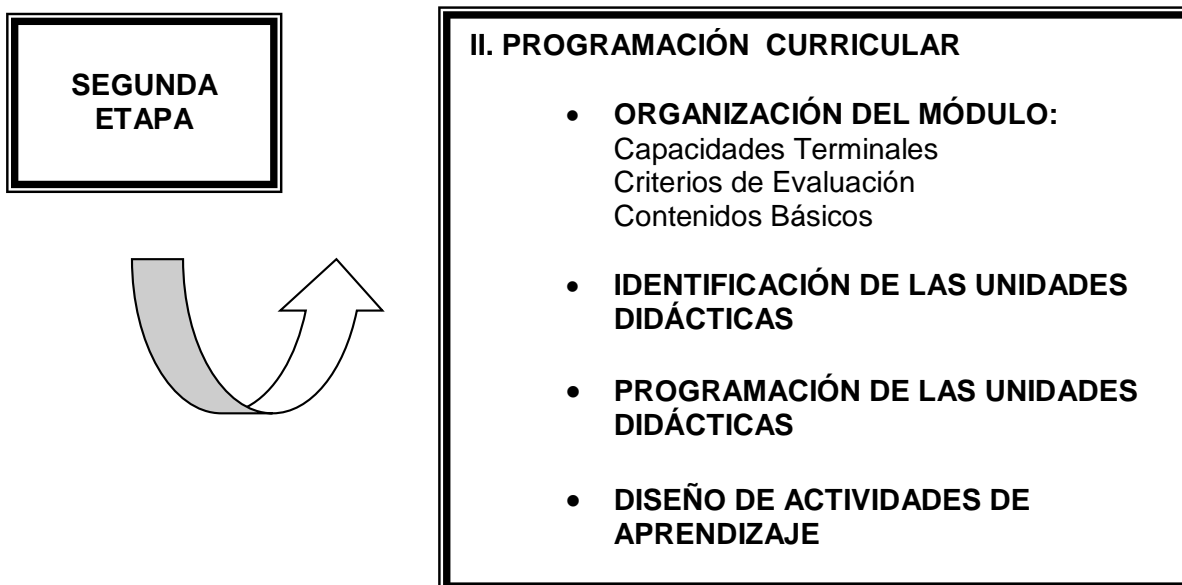 SEGUNDA
ETAPA
II. PROGRAMACIÓN CURRICULAR
• ORGANIZACIÓN DEL MÓDULO:
Capacidades Terminales
Criterios de Evaluación
Contenidos Básicos
• IDENTIFICACIÓN DE LAS UNIDADES
DIDÁCTICAS
• PROGRAMACIÓN DE LAS UNIDADES
DIDÁCTICAS
• DISEÑO DE ACTIVIDADES DE
APRENDIZAJE